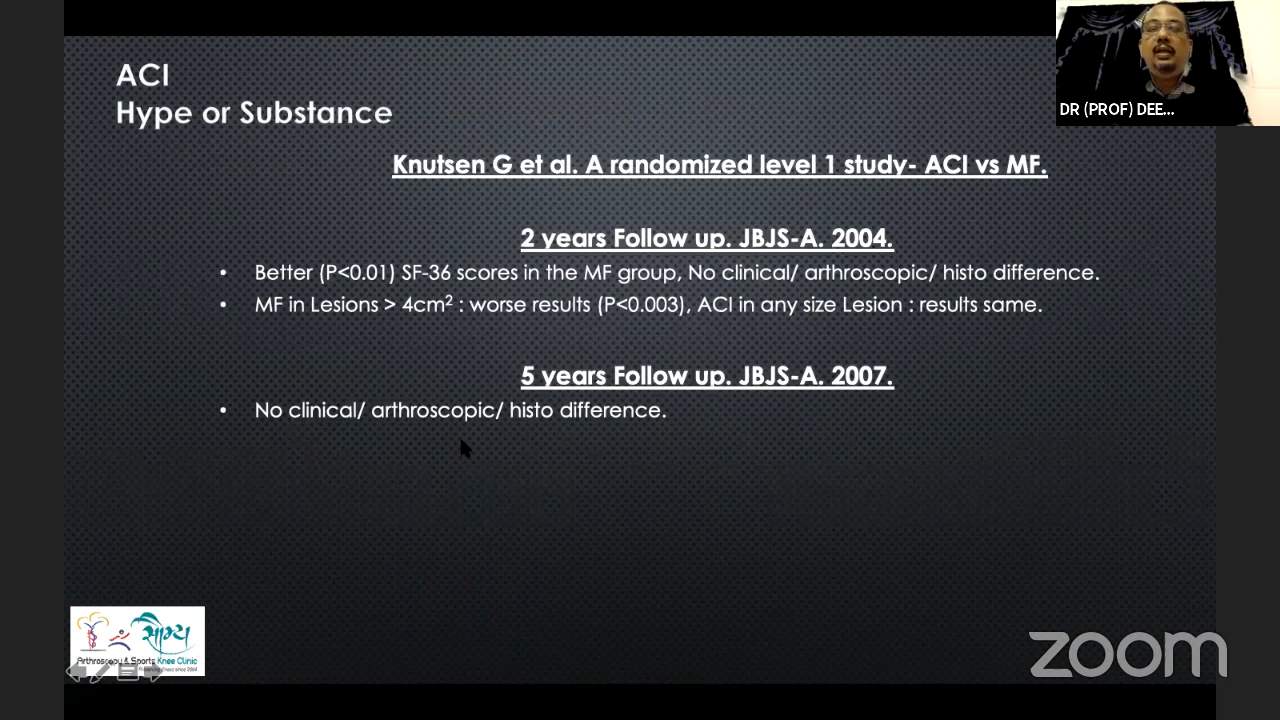 DR (PROF) DEE...
ACI
Hype or Substance
Knutsen G et al. A randomized level 1 study- ACI vs MF.
2 years Follow up. JBJS-A. 2004.
• Better (P<0.01) SF-36 scores in the MF group, No clinical/ arthroscopic/ histo difference.
• MF in Lesions > 4cm² : worse results (P<0.003), ACI in any size Lesion : results same.
5 years Follow up. JBJS-A. 2007.
• No clinical/ arthroscopic/ histo difference.
સૌમ્ય
Arthroscopy & Sports Knee Clinic
zoom